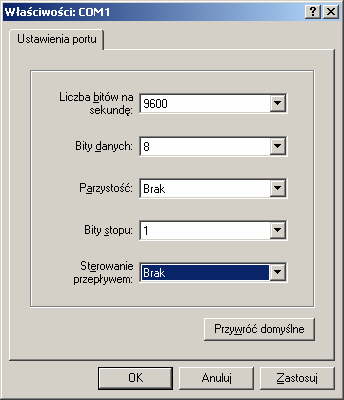 Właściwości: COM1
Ustawienia portu
Liczba bitów na
sekundę:
9600
Bity danych:
8
Parzystość:
Brak
Bity stopu:
1
Sterowanie
przepływem:
Brak
Przywróć domyślne
OK
Anuluj
Zastosuj